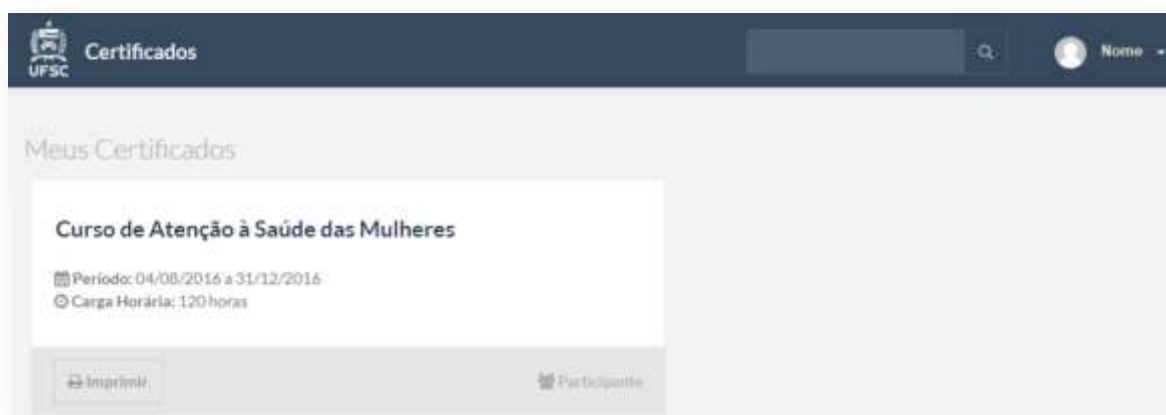 UFSC
Certificados
Nome
Meus Certificados
Curso de Atenção à Saúde das Mulheres
Período: 04/08/2016 a 31/12/2016
Carga Horária: 120 horas
Imprimir
Participante